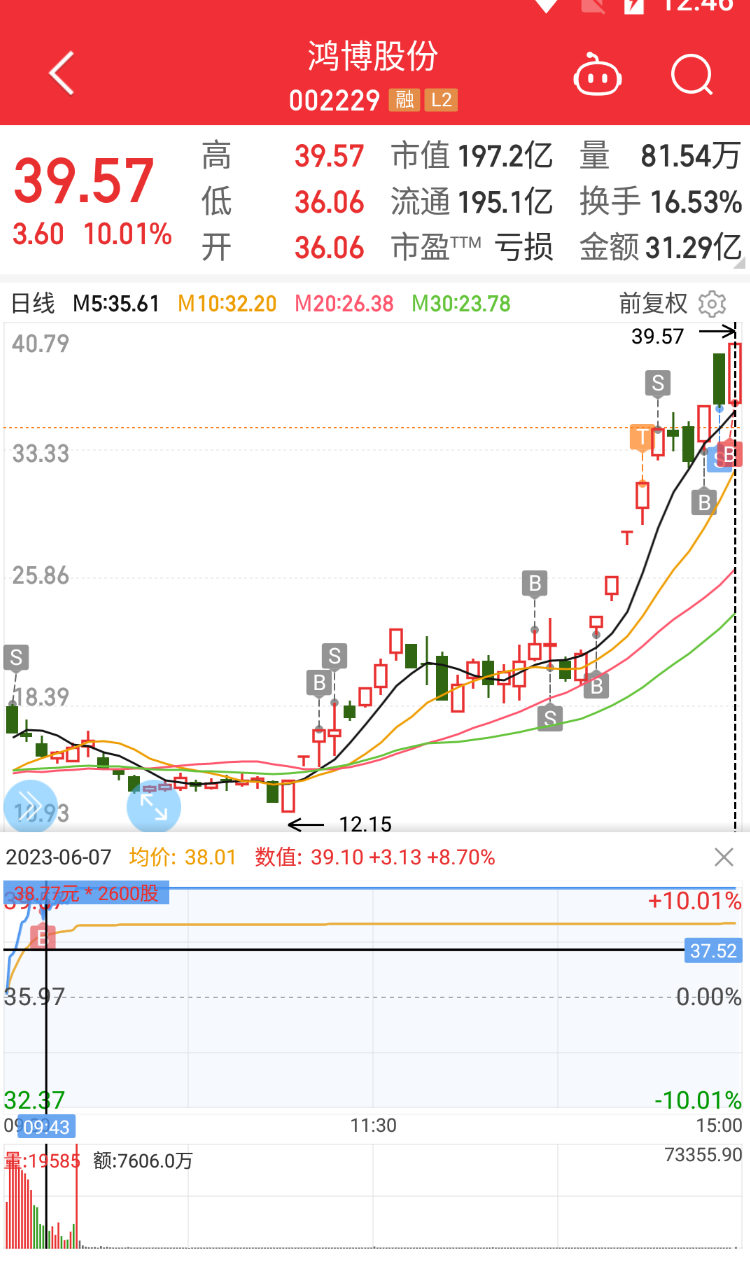 12:46
鸿博股份
002229 融 L2
39.57
3.60 10.01%
高 39.57 市值 197.2亿 量 81.54万
低 36.06 流通 195.1亿 换手 16.53%
开 36.06 市盈TTM 亏损 金额 31.29亿
日线 M5:35.61 M10:32.20 M20:26.38 M30:23.78 前复权
39.57
40.79
S
T
33.33
B
B
25.86
B
S
S
B
B
18.39
S
12.15
2023-06-07 均价: 38.01 数值: 39.10 +3.13 +8.70%
38.77元 * 2600股
+10.01%
B
37.52
35.97 0.00%
32.37 -10.01%
09:43 11:30 15:00
量:19585 额:7606.0万 73355.90